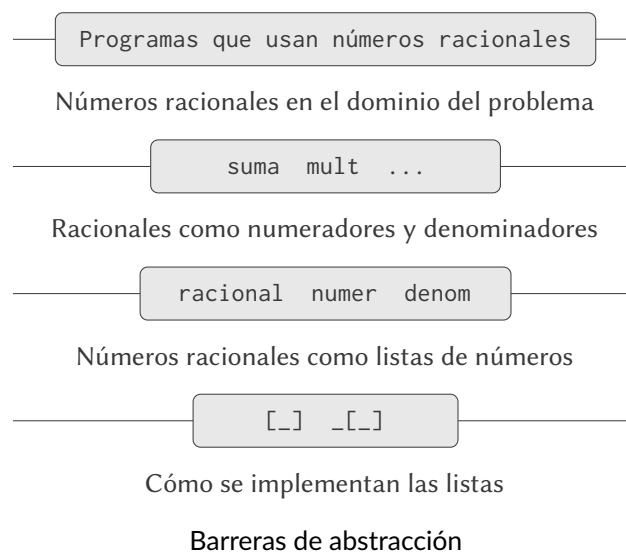 Programas que usan números racionales
Números racionales en el dominio del problema
suma mult ...
Racionales como numeradores y denominadores
racional numer denom
Números racionales como listas de números
[_] _[_]
Cómo se implementan las listas
Barreras de abstracción